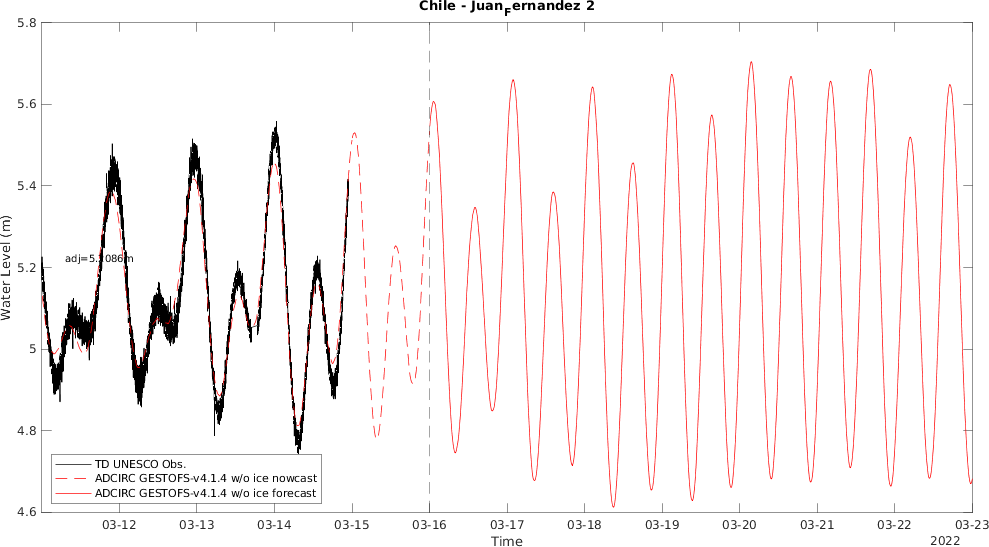 Chile - JuanFernandez 2
5.8
5.6
5.4
5.2
5
4.8
4.6
Water Level (m)
adj=5.1086m
TD UNESCO Obs.
ADCIRC GESTOFS-v4.1.4 w/o ice nowcast
ADCIRC GESTOFS-v4.1.4 w/o ice forecast
03-12 03-13 03-14 03-15 03-16 03-17 03-18 03-19 03-20 03-21 03-22 03-23
Time
2022